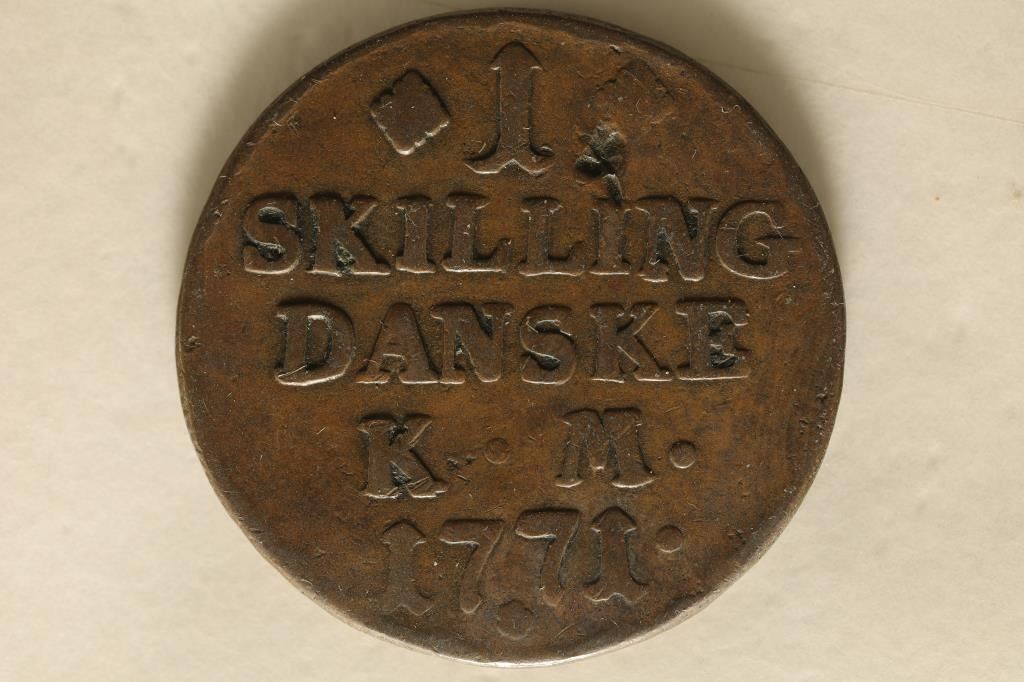 1
SKILLING
DANSKE
K · M ·
1771 ·